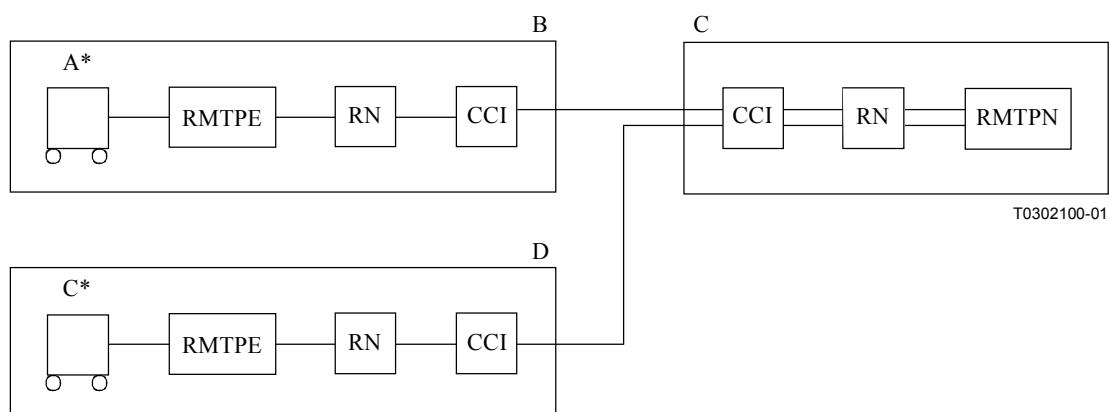 B
C
A*
RMTPE
RN
CCI
CCI
RN
RMTPN
T0302100-01
D
C*
RMTPE
RN
CCI